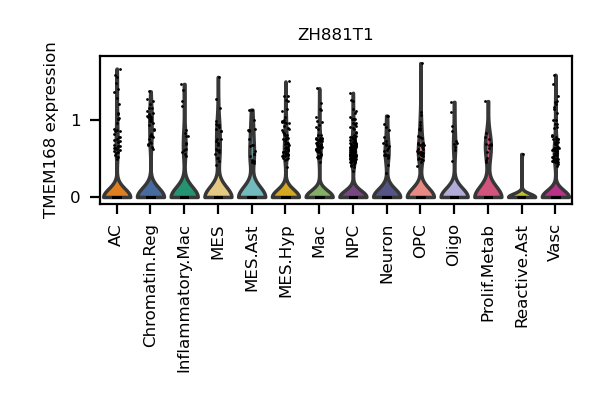 ZH881T1
TMEM168 expression
1
0
AC
Chromatin.Reg
Inflammatory.Mac
MES
MES.Ast
MES.Hyp
Mac
NPC
Neuron
OPC
Oligo
Prolif.Metab
Reactive.Ast
Vasc